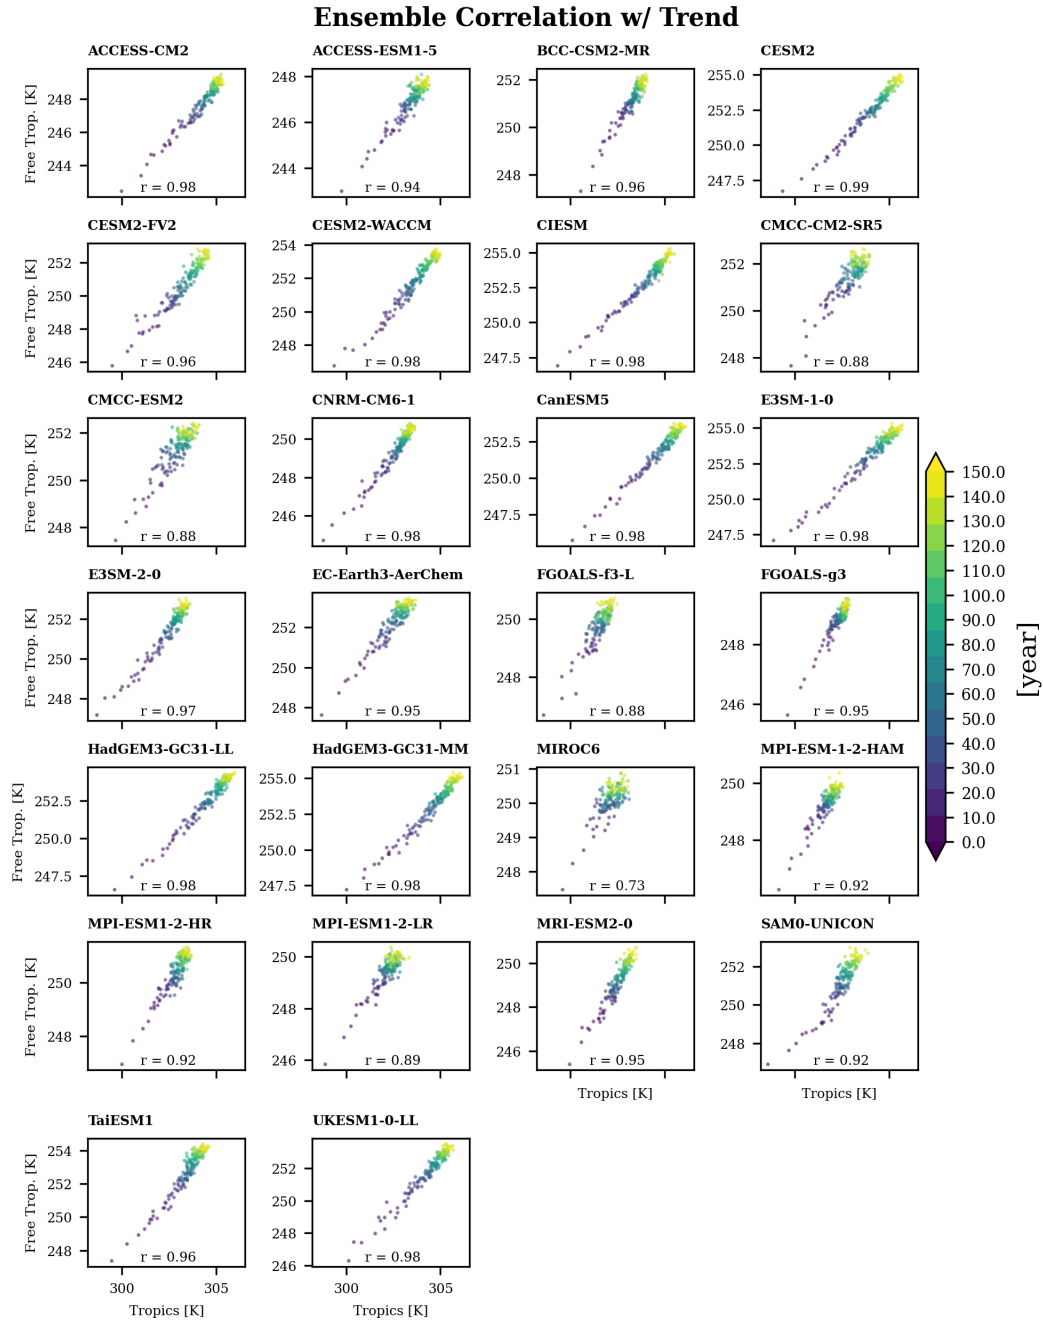 Ensemble Correlation w/ Trend
ACCESS-CM2
ACCESS-ESM1-5
BCC-CSM2-MR
CESM2
Free Trop. [K]
248
246
244
r = 0.98
248
246
244
r = 0.94
252
250
248
r = 0.96
255.0
252.5
250.0
247.5
r = 0.99
CESM2-FV2
CESM2-WACCM
CIESM
CMCC-CM2-SR5
Free Trop. [K]
252
250
248
246
r = 0.96
254
252
250
248
r = 0.98
255.0
252.5
250.0
247.5
r = 0.98
252
250
248
r = 0.88
CMCC-ESM2
CNRM-CM6-1
CanESM5
E3SM-1-0
Free Trop. [K]
252
250
248
r = 0.88
250
248
246
r = 0.98
252.5
250.0
247.5
r = 0.98
255.0
252.5
250.0
247.5
r = 0.98
E3SM-2-0
EC-Earth3-AerChem
FGOALS-f3-L
FGOALS-g3
Free Trop. [K]
252
250
248
r = 0.97
252
250
248
r = 0.95
250
248
r = 0.88
248
246
r = 0.95
HadGEM3-GC31-LL
HadGEM3-GC31-MM
MIROC6
MPI-ESM-1-2-HAM
Free Trop. [K]
252.5
250.0
247.5
r = 0.98
255.0
252.5
250.0
247.5
r = 0.98
251
250
249
248
r = 0.73
250
248
r = 0.92
MPI-ESM1-2-HR
MPI-ESM1-2-LR
MRI-ESM2-0
SAM0-UNICON
Free Trop. [K]
250
248
r = 0.92
250
248
246
r = 0.89
250
248
246
r = 0.95
Tropics [K]
252
250
248
r = 0.92
Tropics [K]
TaiESM1
UKESM1-0-LL
Free Trop. [K]
254
252
250
248
r = 0.96
300
305
Tropics [K]
252
250
248
246
r = 0.98
300
305
Tropics [K]
150.0
140.0
130.0
120.0
110.0
100.0
90.0
80.0
70.0
60.0
50.0
40.0
30.0
20.0
10.0
0.0
[year]